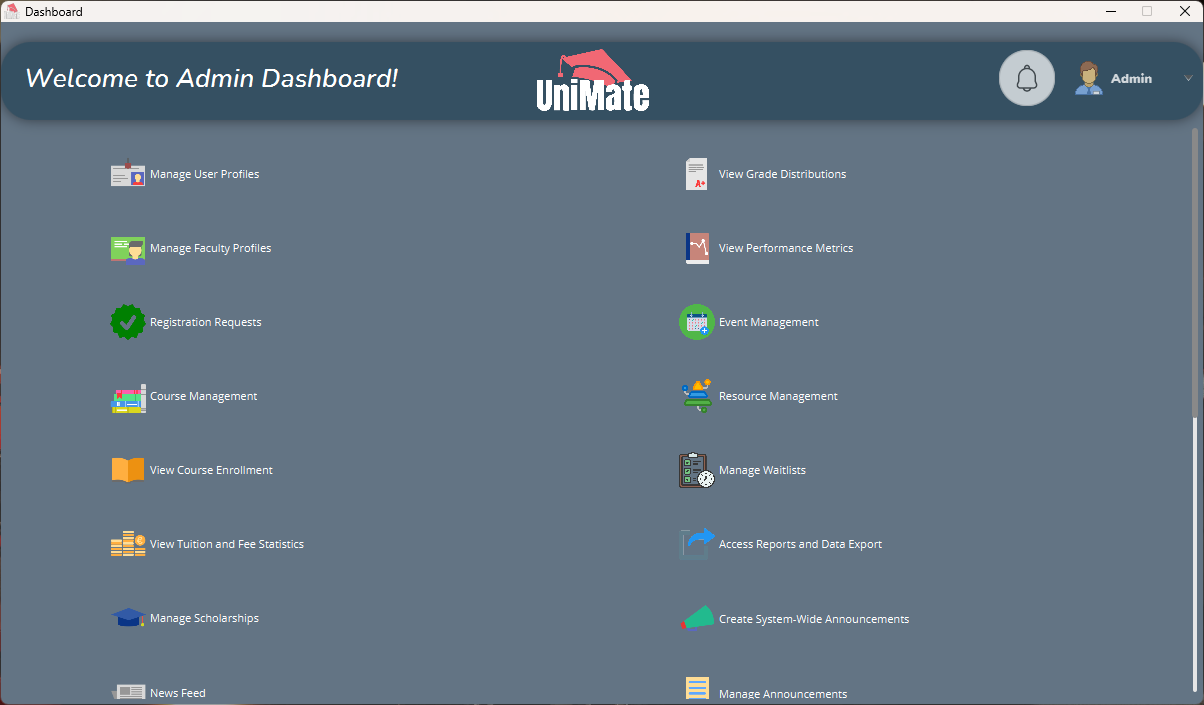 Dashboard
Welcome to Admin Dashboard!
UniMate
Admin
Manage User Profiles
View Grade Distributions
A+
Manage Faculty Profiles
View Performance Metrics
Registration Requests
Event Management
Course Management
Resource Management
View Course Enrollment
Manage Waitlists
View Tuition and Fee Statistics
Access Reports and Data Export
Manage Scholarships
Create System-Wide Announcements
News Feed
Manage Announcements